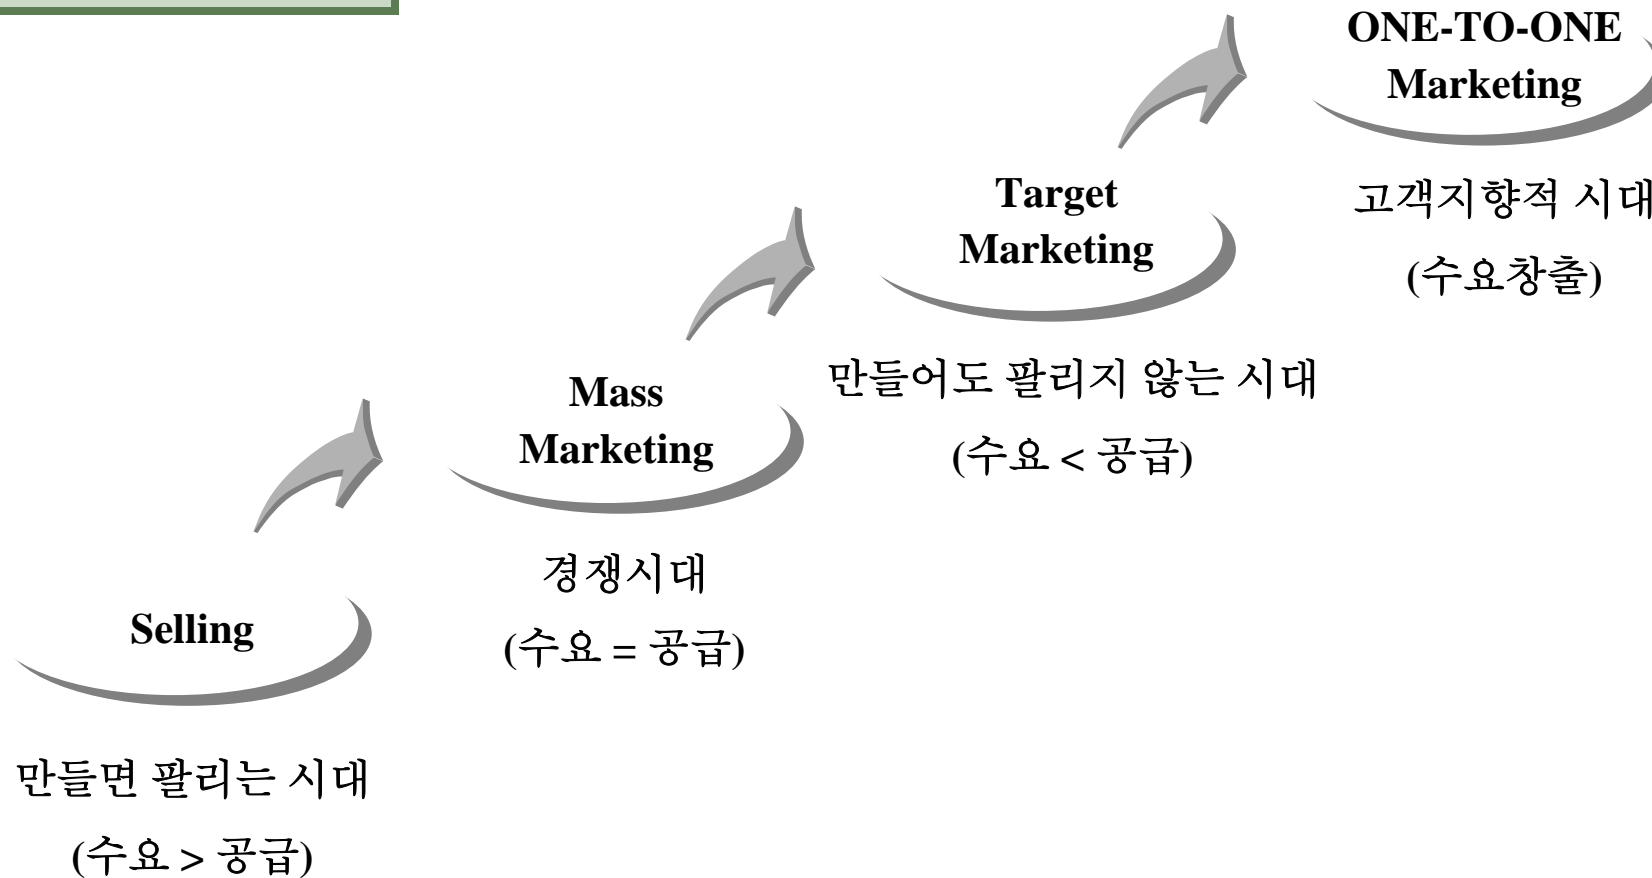 Selling
만들면 팔리는 시대
(수요 > 공급)
Mass
Marketing
경쟁시대
(수요 = 공급)
Target
Marketing
만들어도 팔리지 않는 시대
(수요 < 공급)
ONE-TO-ONE
Marketing
고객지향적 시대
(수요창출)